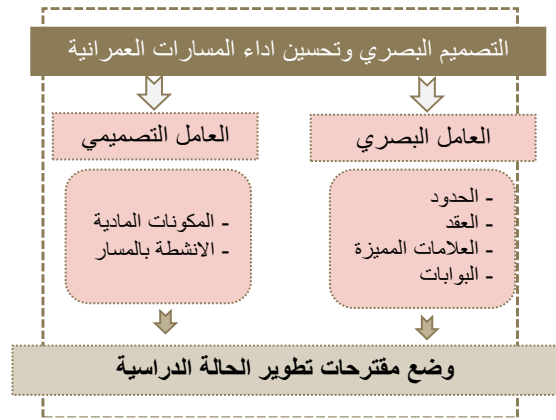 التصميم البصري وتحسين اداء المسارات العمرانية
العامل البصري
العامل التصميمي
- الحدود
- العقد
- العلامات المميزة
- البوابات
- المكونات المادية
- الانشطة بالمسار
وضع مقترحات تطوير الحالة الدراسية